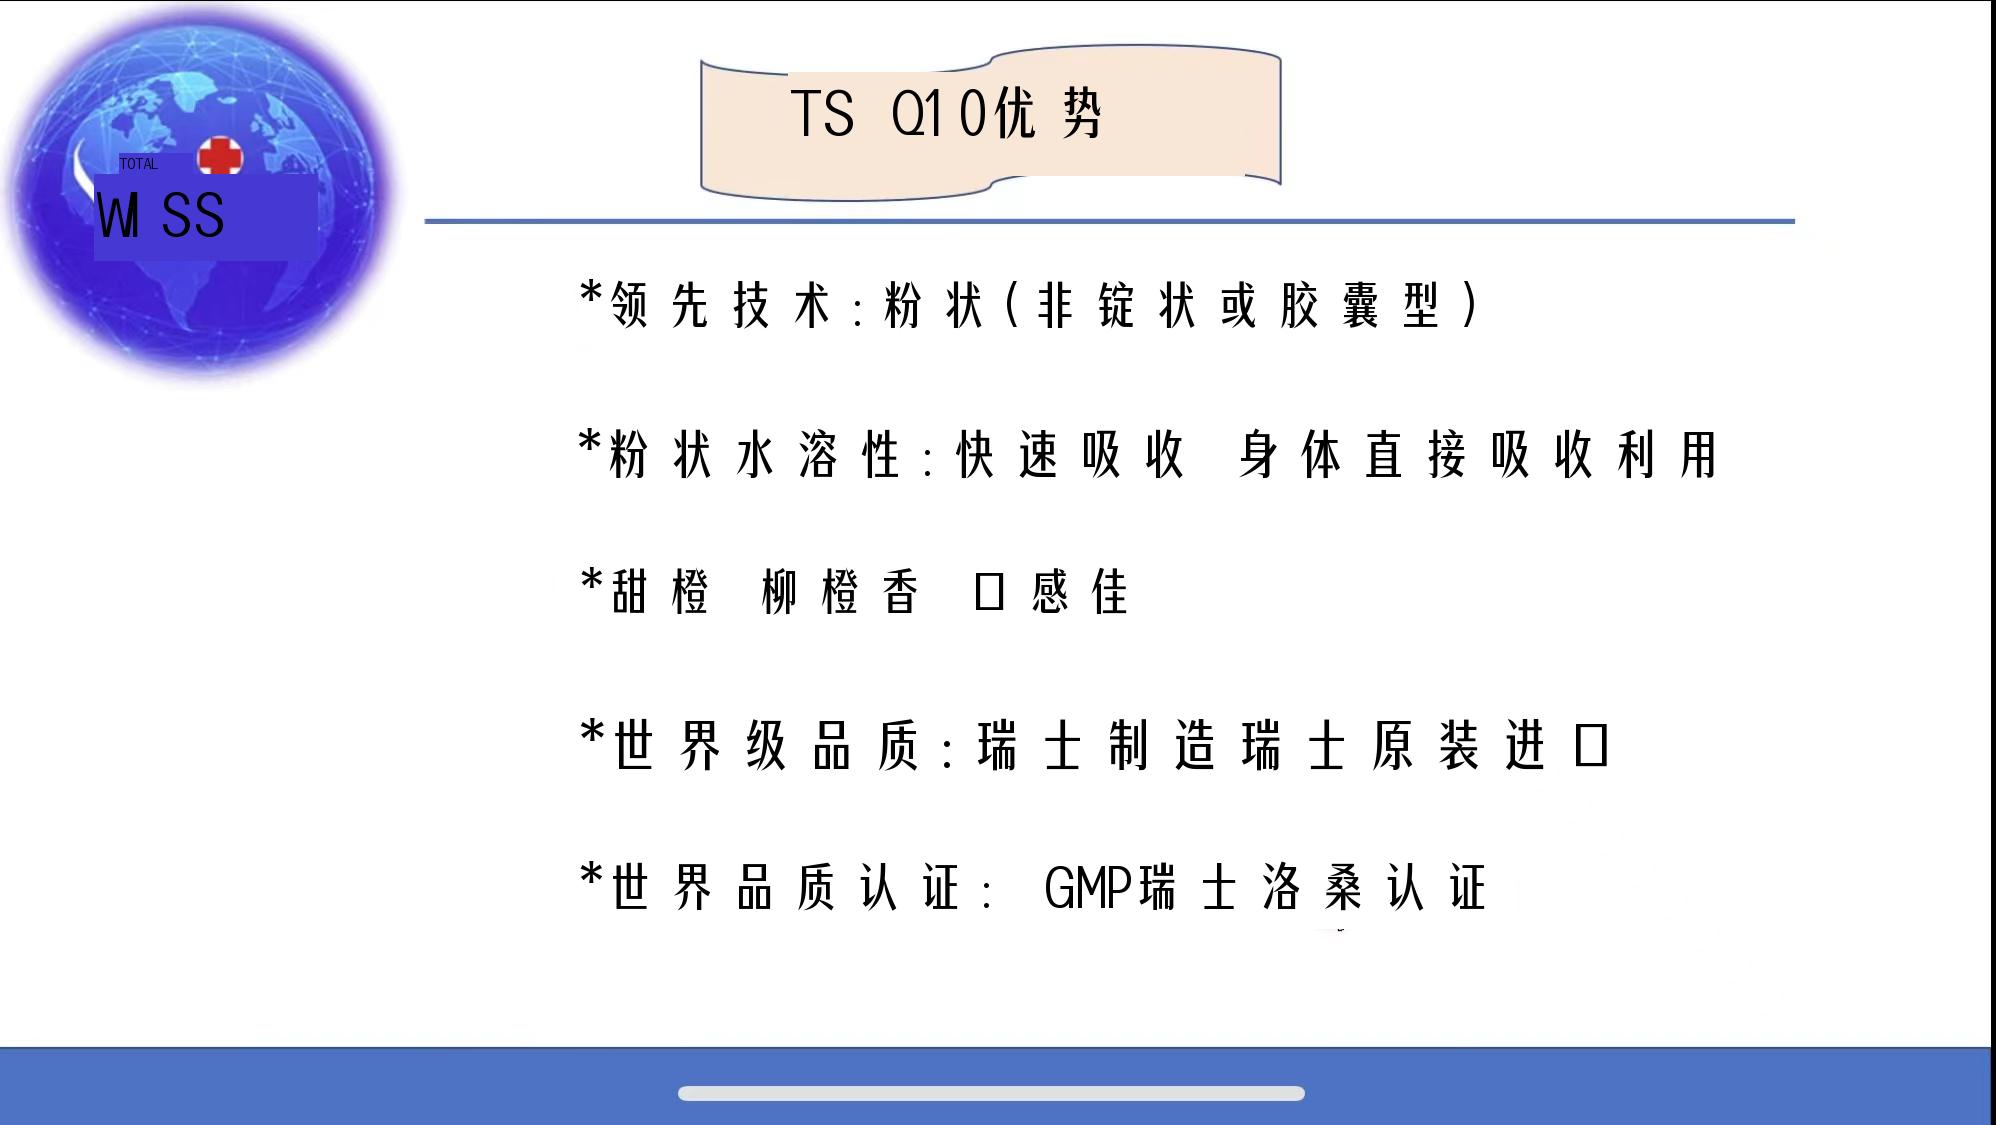 TS Q10优势
TOTAL
WISS
*领先技术:粉状(非锭状或胶囊型)
*粉状水溶性:快速吸收 身体直接吸收利用
*甜橙 柳橙香 口感佳
*世界级品质:瑞士制造瑞士原装进口
*世界品质认证: GMP瑞士洛桑认证